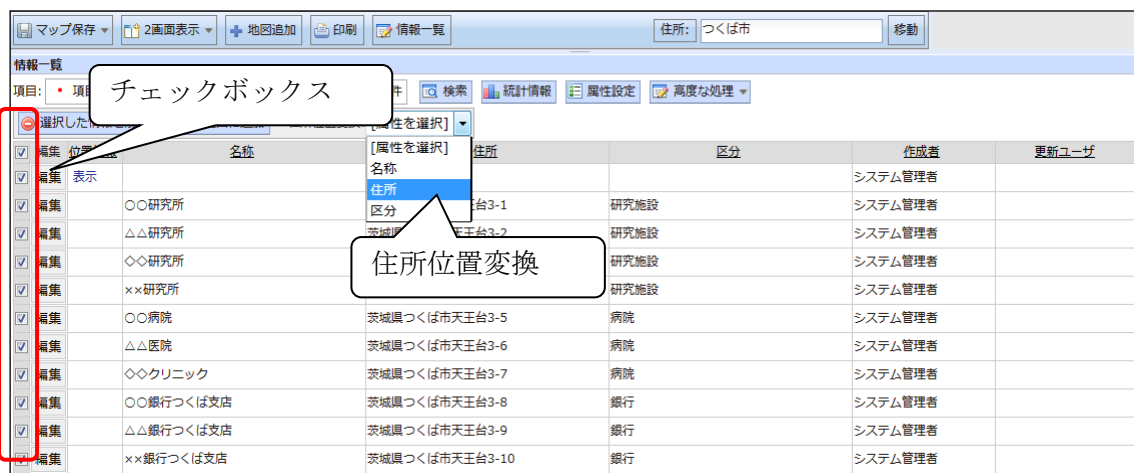 マップ保存 2画面表示 地図追加 印刷 情報一覧 住所: つくば市 移動
情報一覧
項目: 件 検索 統計情報 属性設定 高度な処理
チェックボックス
[属性を選択]
[属性を選択]
名称
住所
区分
住所位置変換
編集 名称 住所 区分 作成者 更新ユーザ
編集 表示 システム管理者
編集 〇〇研究所 3-1 研究施設 システム管理者
編集 △△研究所 3-2 研究施設 システム管理者
編集 ◇◇研究所 研究施設 システム管理者
編集 ××研究所 研究施設 システム管理者
編集 〇〇病院 茨城県つくば市天王台3-5 病院 システム管理者
編集 △△医院 茨城県つくば市天王台3-6 病院 システム管理者
編集 ◇◇クリニック 茨城県つくば市天王台3-7 病院 システム管理者
編集 〇〇銀行つくば支店 茨城県つくば市天王台3-8 銀行 システム管理者
編集 △△銀行つくば支店 茨城県つくば市天王台3-9 銀行 システム管理者
編集 ××銀行つくば支店 茨城県つくば市天王台3-10 銀行 システム管理者